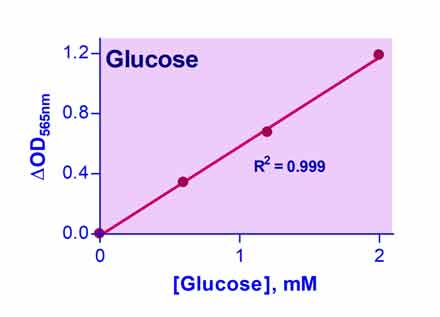 Glucose
1.2
0.8
0.4
0.0
ΔOD565nm
R² = 0.999
0 1 2
[Glucose], mM